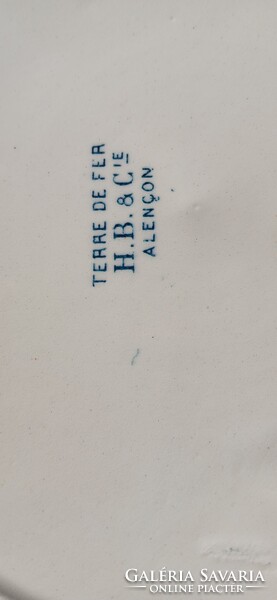 TERRE DE FER
H.B. & CIE
ALENÇON
GALÉRIA SAVARIA
ONLINE PIACTÉR